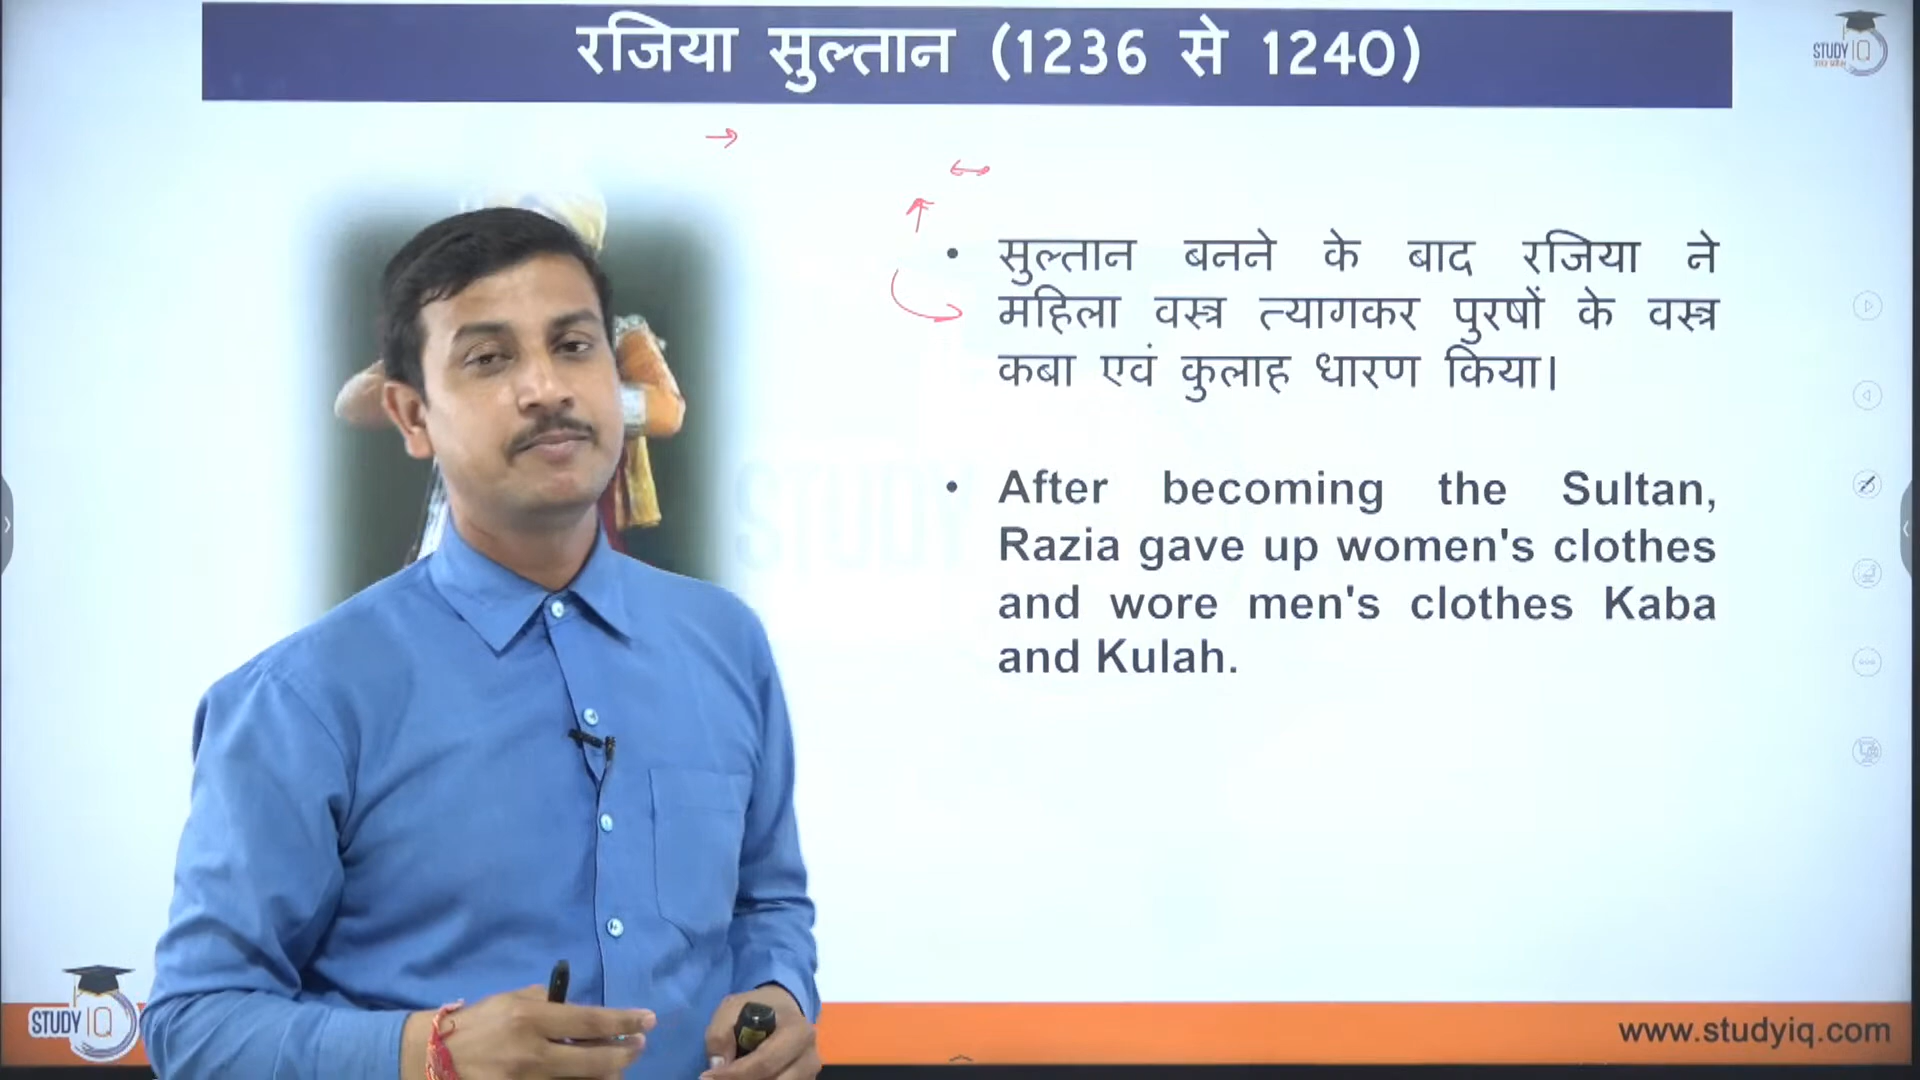 रजिया सुल्तान (1236 से 1240)
STUDY IQ
• सुल्तान बनने के बाद रजिया ने
महिला वस्त्र त्यागकर पुरषों के वस्त्र
कबा एवं कुलाह धारण किया।
• After becoming the Sultan,
Razia gave up women's clothes
and wore men's clothes Kaba
and Kulah.
STUDY
STUDY IQ
www.studyiq.com